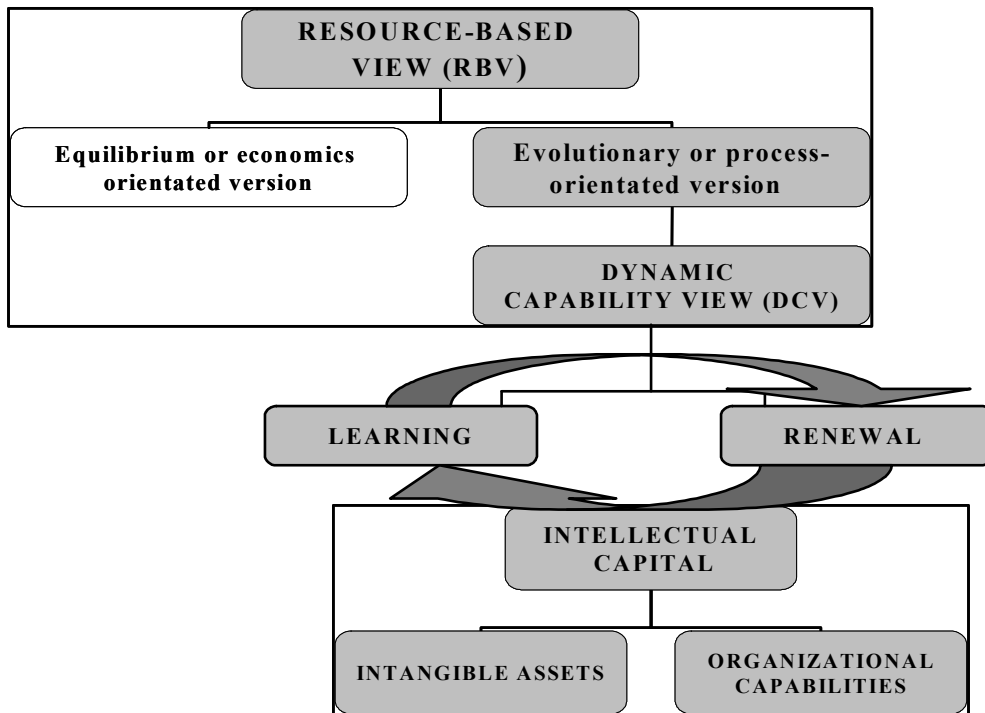 RESOURCE-BASED
VIEW (RBV)
Equilibrium or economics
orientated version
Evolutionary or process-
orientated version
DYNAMIC
CAPABILITY VIEW (DCV)
LEARNING
RENEWAL
INTELLECTUAL
CAPITAL
INTANGIBLE ASSETS
ORGANIZATIONAL
CAPABILITIES